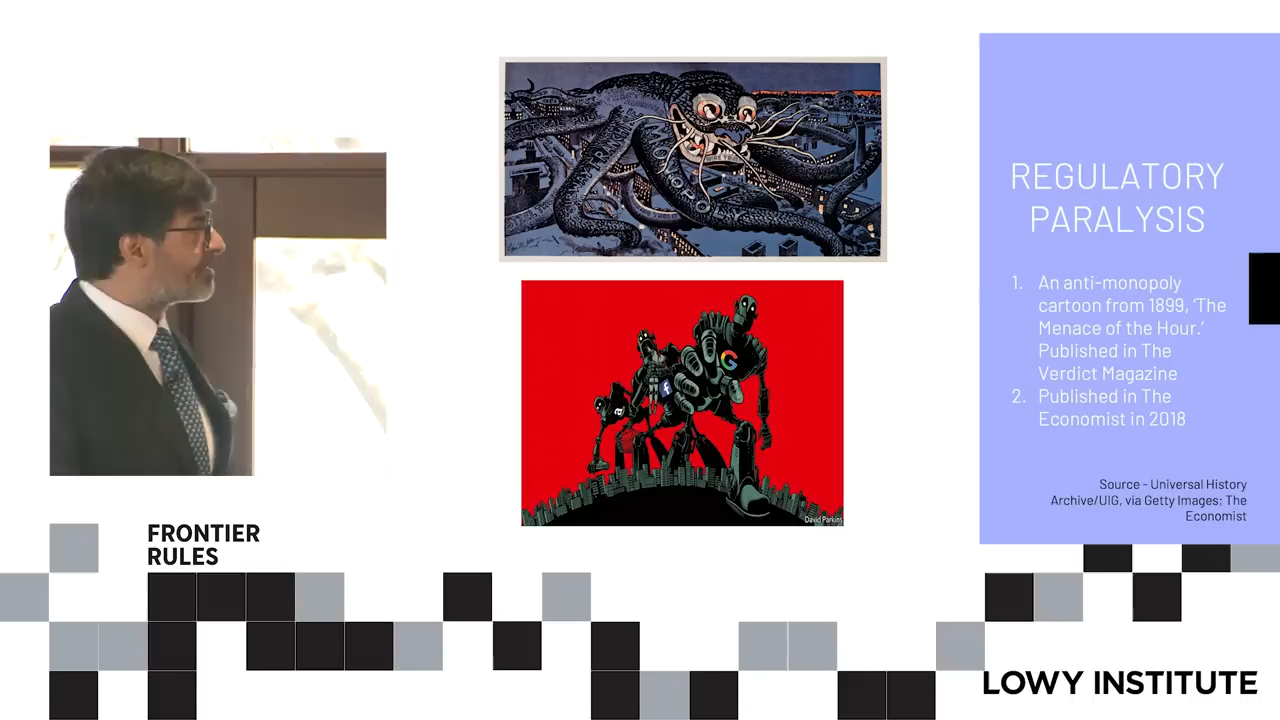 REGULATORY
PARALYSIS
1. An anti-monopoly
cartoon from 1899, ‘The
Menace of the Hour.’
Published in The
Verdict Magazine
2. Published in The
Economist in 2018
Source - Universal History
Archive/UIG, via Getty Images; The
Economist
G
f
a
David Parkins
FRONTIER
RULES
LOWY INSTITUTE